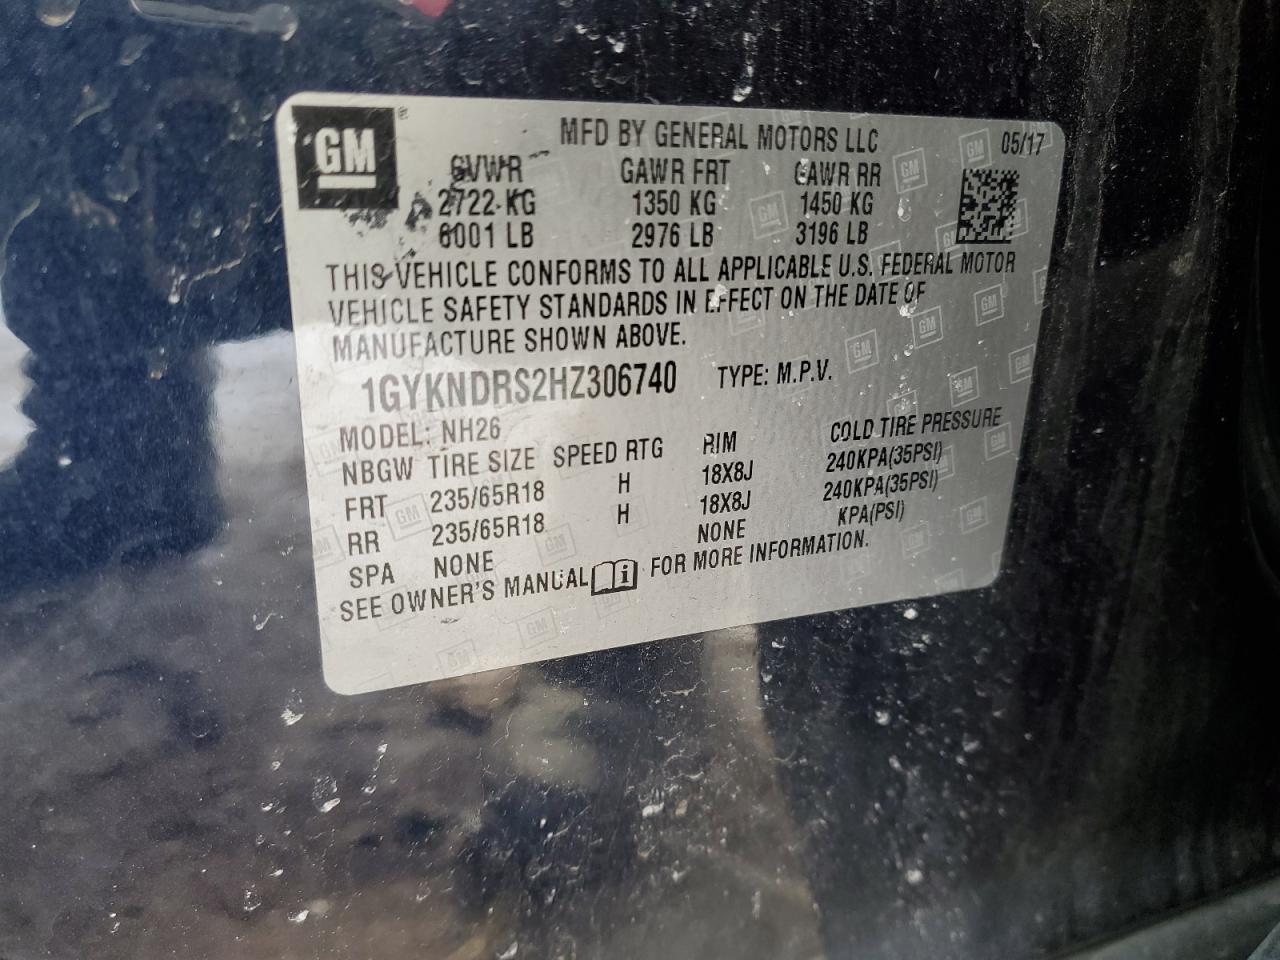 GM ®
MFD BY GENERAL MOTORS LLC 05/17
GVWR GAWR FRT GAWR RR
2722 KG 1350 KG 1450 KG
6001 LB 2976 LB 3196 LB
THIS VEHICLE CONFORMS TO ALL APPLICABLE U.S. FEDERAL MOTOR
VEHICLE SAFETY STANDARDS IN EFFECT ON THE DATE OF
MANUFACTURE SHOWN ABOVE.
1GYKNDRS2HZ306740 TYPE: M.P.V.
MODEL: NH26
NBGW TIRE SIZE SPEED RTG RIM COLD TIRE PRESSURE
FRT 235/65R18 H 18X8J 240KPA(35PSI)
RR 235/65R18 H 18X8J 240KPA(35PSI)
SPA NONE NONE KPA(PSI)
SEE OWNER'S MANUAL FOR MORE INFORMATION.